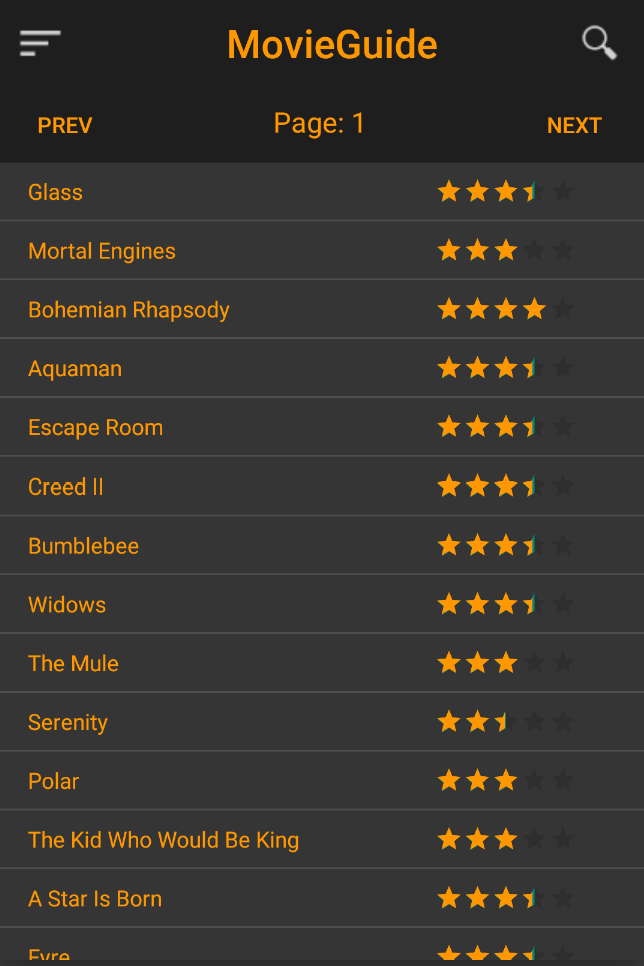 MovieGuide
PREV Page: 1 NEXT
Glass
Mortal Engines
Bohemian Rhapsody
Aquaman
Escape Room
Creed II
Bumblebee
Widows
The Mule
Serenity
Polar
The Kid Who Would Be King
A Star Is Born
Fyre